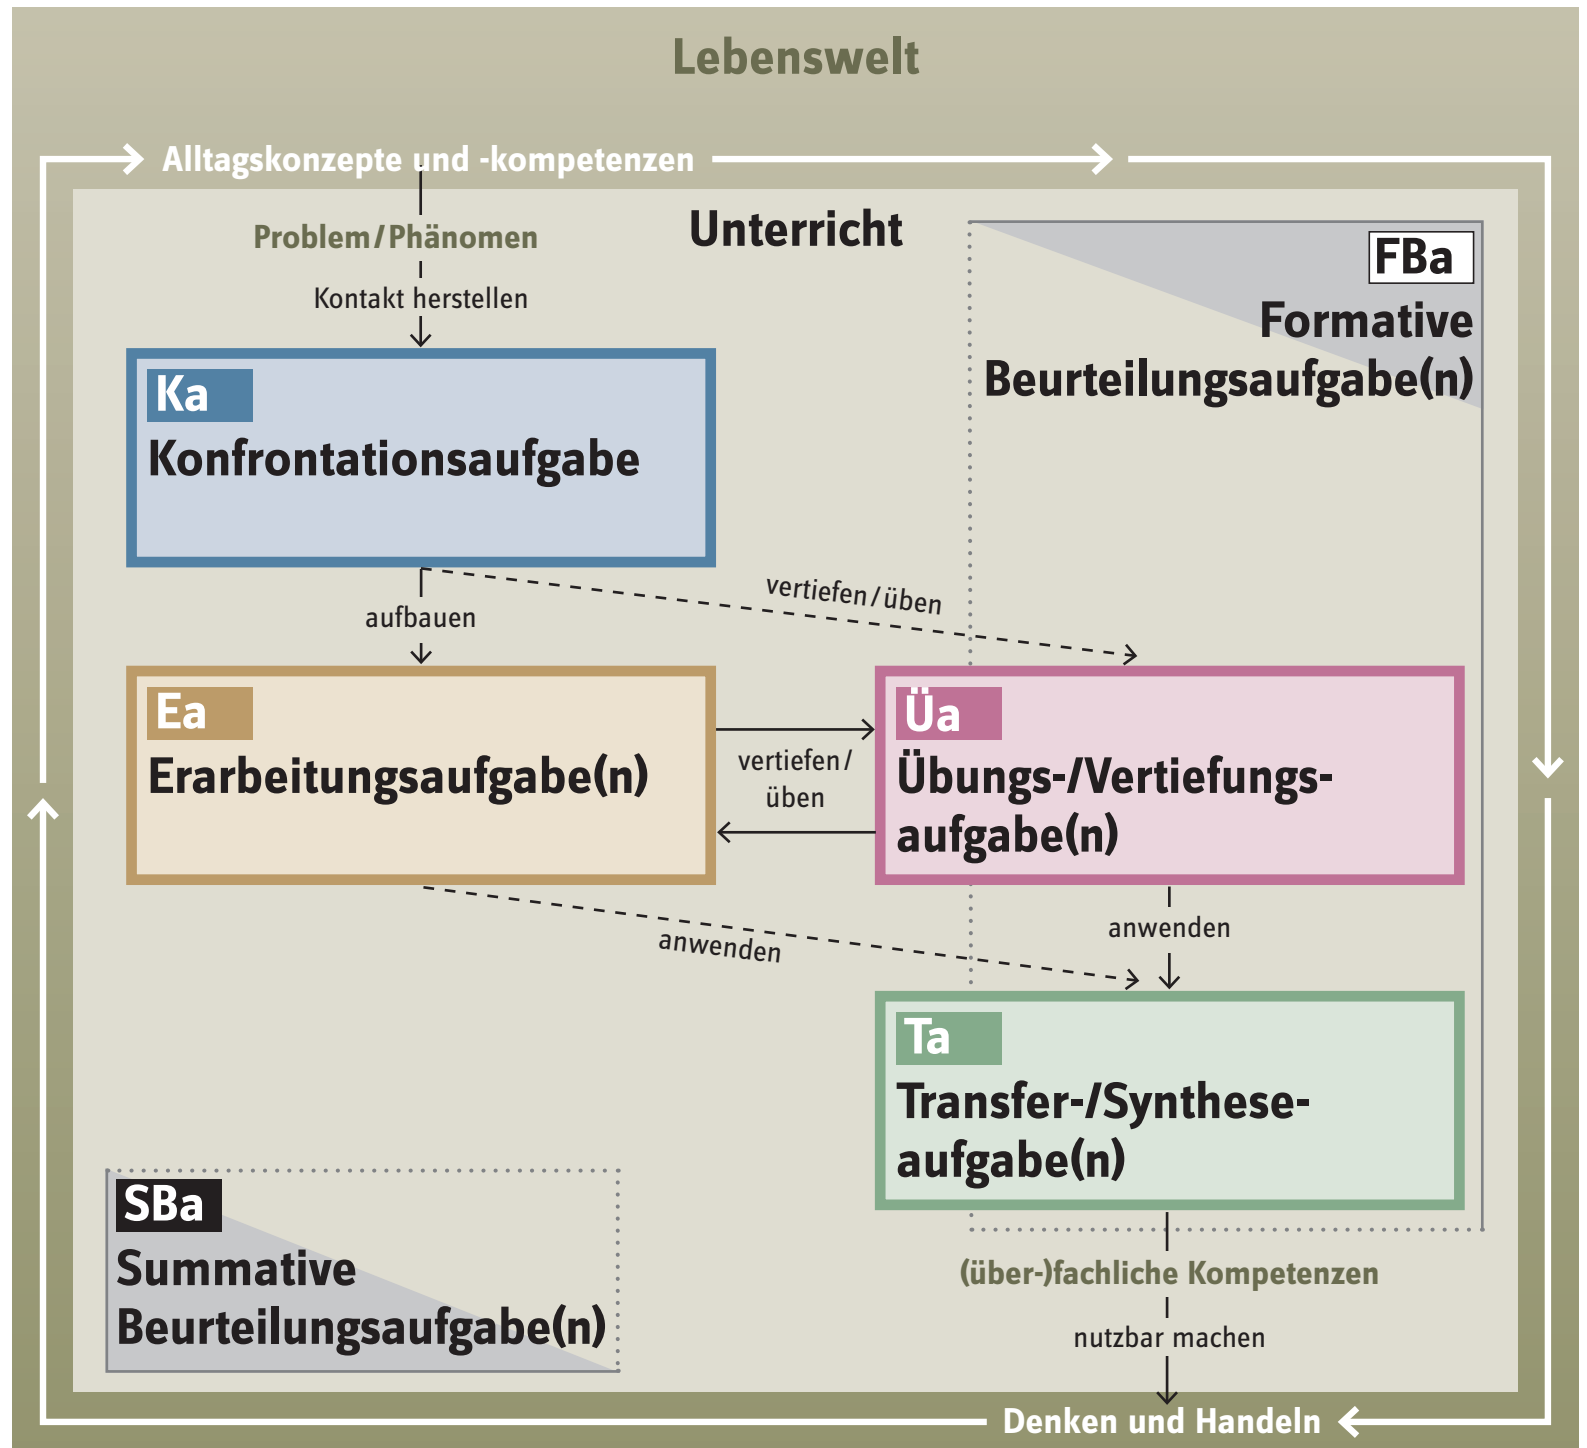 Lebenswelt
Alltagskonzepte und -kompetenzen
Problem/Phänomen
Kontakt herstellen
Unterricht
FBa
Formative
Beurteilungsaufgabe(n)
Ka
Konfrontationsaufgabe
vertiefen/üben
aufbauen
Ea
Erarbeitungsaufgabe(n)
vertiefen/
üben
Üa
Übungs-/Vertiefungs-
aufgabe(n)
anwenden
anwenden
Ta
Transfer-/Synthese-
aufgabe(n)
SBa
Summative
Beurteilungsaufgabe(n)
(über-)fachliche Kompetenzen
nutzbar machen
Denken und Handeln